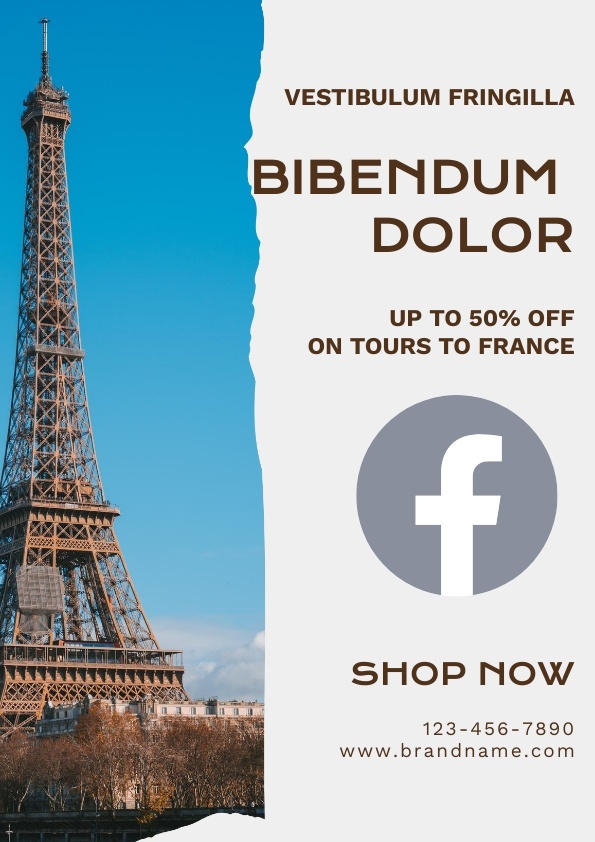 VESTIBULUM FRINGILLA
BIBENDUM
DOLOR
UP TO 50% OFF
ON TOURS TO FRANCE
f
SHOP NOW
123-456-7890
www.brandname.com